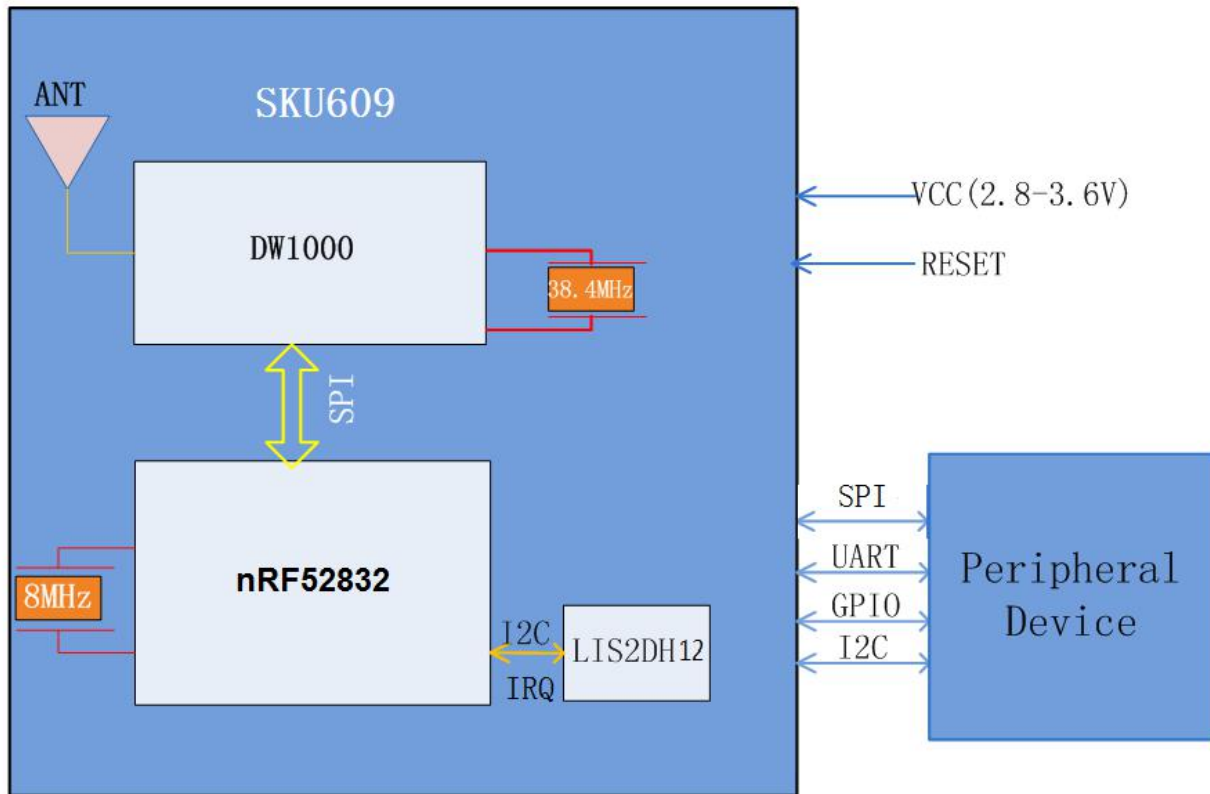 ANT
SKU609
DW1000
38.4MHz
VCC(2.8-3.6V)
RESET
SPI
nRF52832
8MHz
I2C
IRQ
LIS2DH12
SPI
UART
GPIO
I2C
Peripheral
Device